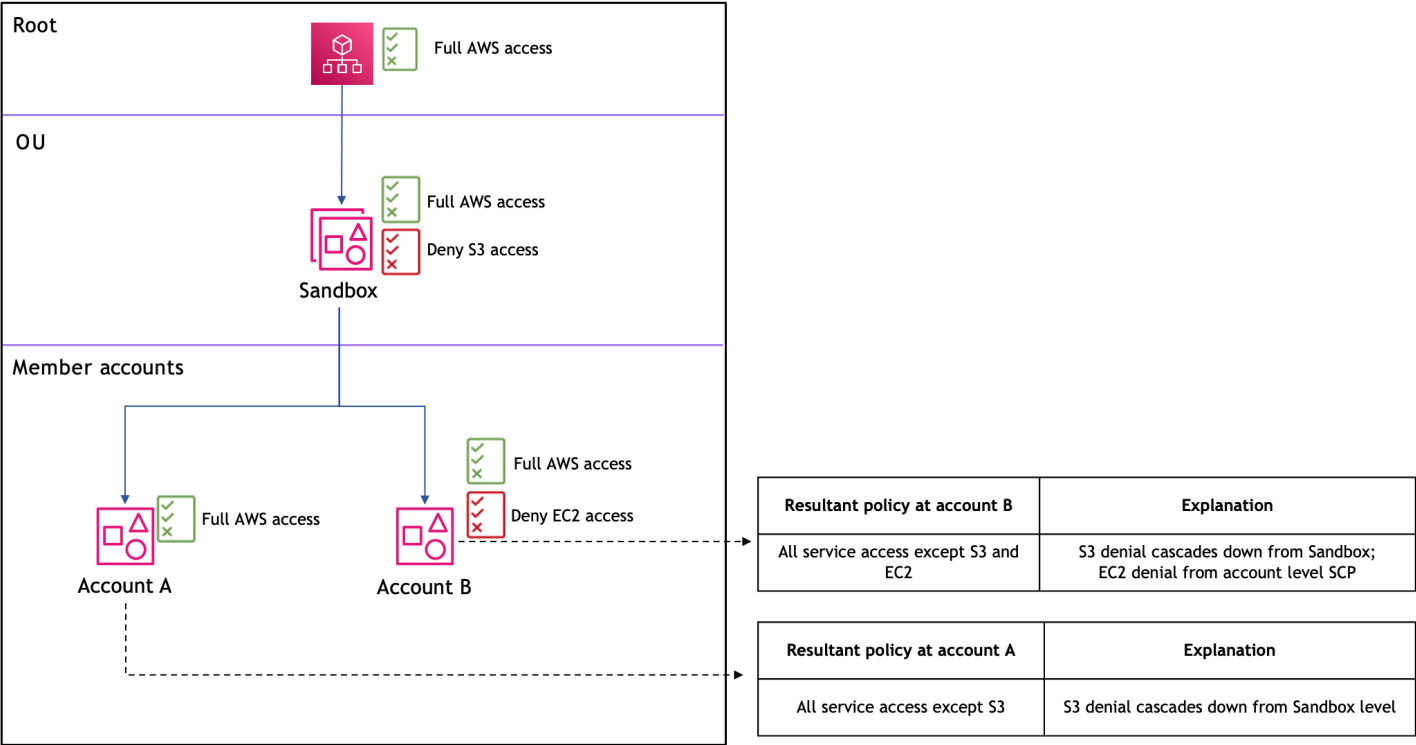 Root
Full AWS access
OU
Full AWS access
Deny S3 access
Sandbox
Member accounts
Full AWS access
Deny EC2 access
Full AWS access
Account A
Account B
Resultant policy at account B
Explanation
All service access except S3 and
EC2
S3 denial cascades down from Sandbox;
EC2 denial from account level SCP
Resultant policy at account A
Explanation
All service access except S3
S3 denial cascades down from Sandbox level